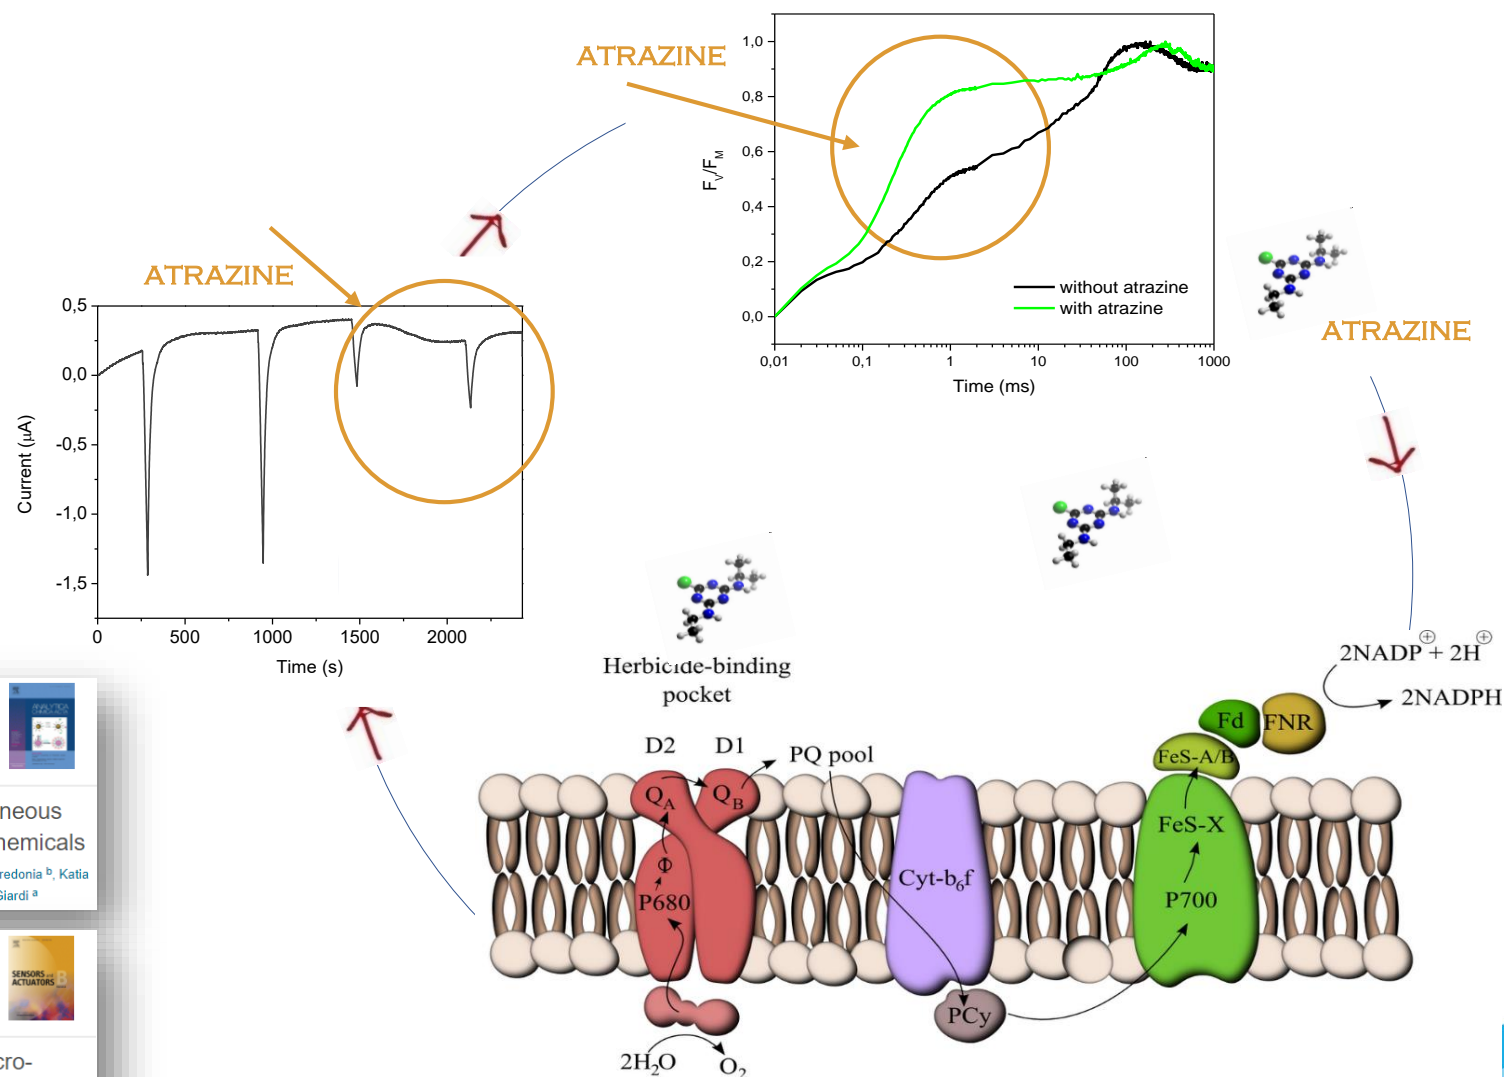 ATRAZINE
1,0
0,8
0,6
0,4
0,2
0,0
F_V/F_M
without atrazine
with atrazine
0,01 0,1 1 10 100 1000
Time (ms)
ATRAZINE
ATRAZINE
0,5
0,0
-0,5
-1,0
-1,5
Current (μA)
0 500 1000 1500 2000
Time (s)
Herbicide-binding
pocket
2NADP⊕ + 2H⊕
2NADPH
Fd FNR
FeS-A/B
D2 D1
PQ pool
Q_A Q_B
FeS-X
Φ
Cyt-b₆f
P680
P700
PCy
2H₂O O₂
ANALYTICA
CHIMICA ACTA
neous
hemicals
redonia ᵇ, Katia
Giardi ᵃ
SENSORS and
ACTUATORS B
cro-